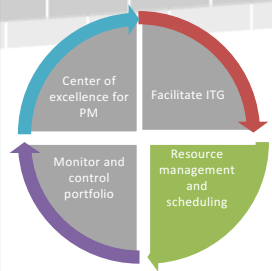 Center of
excellence for
PM
Facilitate ITG
Resource
management
and
scheduling
Monitor and
control
portfolio